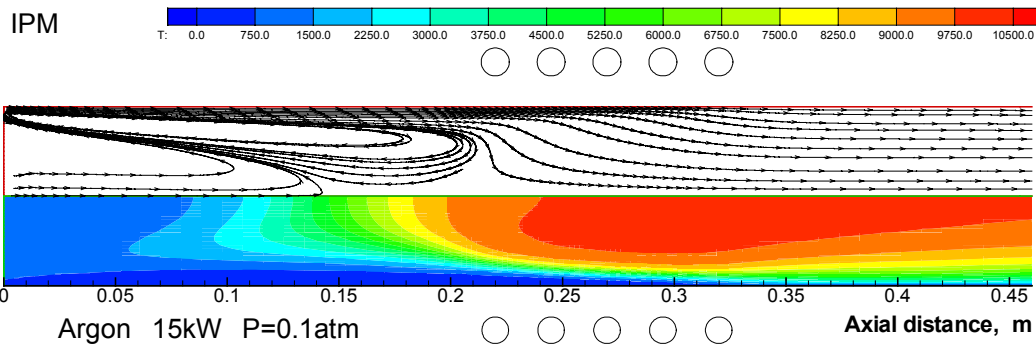 IPM
T: 0.0 750.0 1500.0 2250.0 3000.0 3750.0 4500.0 5250.0 6000.0 6750.0 7500.0 8250.0 9000.0 9750.0 10500.0
0 0.05 0.1 0.15 0.2 0.25 0.3 0.35 0.4 0.45
Argon 15kW P=0.1atm Axial distance, m